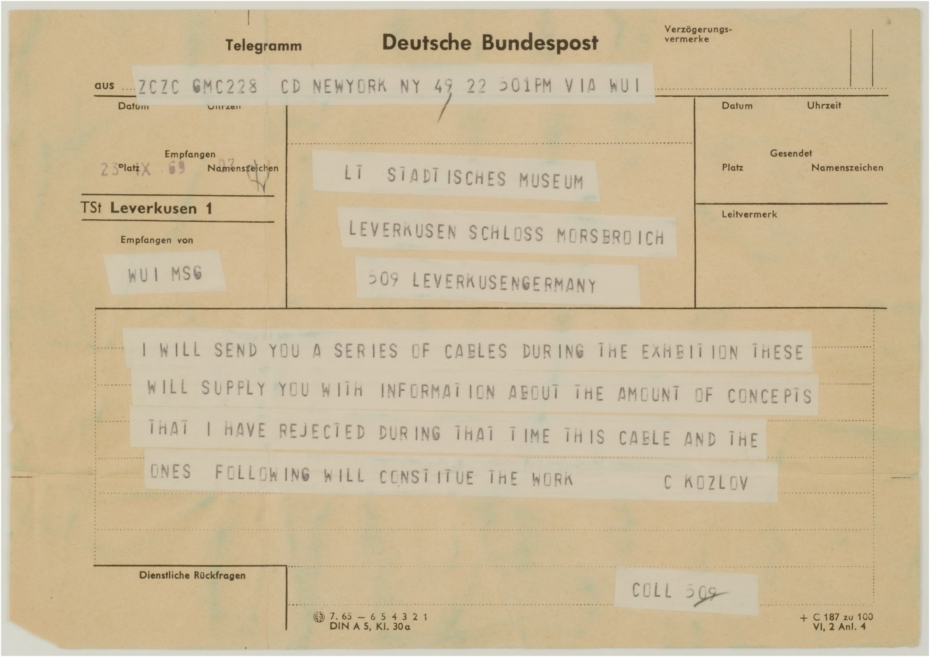 Telegramm
Deutsche Bundespost
Verzögerungs-
vermerke
aus
ZCZC GMC228 CD NEWYORK NY 49 22 501PM VIA WUI
Datum Uhrzeit
Empfangen
Platz Namenszeichen
23 IX 69
TSt Leverkusen 1
Empfangen von
WUI MSG
LT STADTISCHES MUSEUM
LEVERKUSEN SCHLOSS MORSBROICH
509 LEVERKUSENGERMANY
Datum Uhrzeit
Gesendet
Platz Namenszeichen
Leitvermerk
I WILL SEND YOU A SERIES OF CABLES DURING THE EXHBITION THESE
WILL SUPPLY YOU WITH INFORMATION ABOUT THE AMOUNT OF CONCEPTS
THAT I HAVE REJECTED DURING THAT TIME THIS CABLE AND THE
ONES FOLLOWING WILL CONSTITUE THE WORK C KOZLOV
Dienstliche Rückfragen
COLL 509
7. 65 — 6 5 4 3 2 1
DIN A 5, Kl. 30a
+ C 187 zu 100
VI, 2 Anl. 4